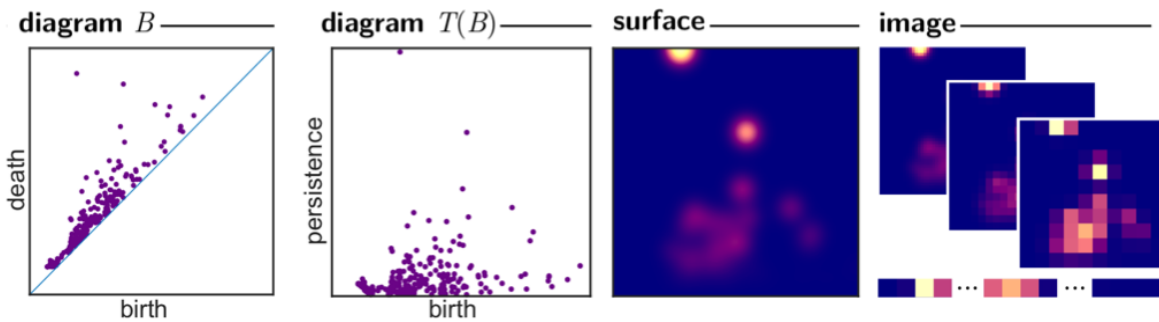 diagram B
diagram T(B)
surface
image
death
birth
persistence
birth
... ...